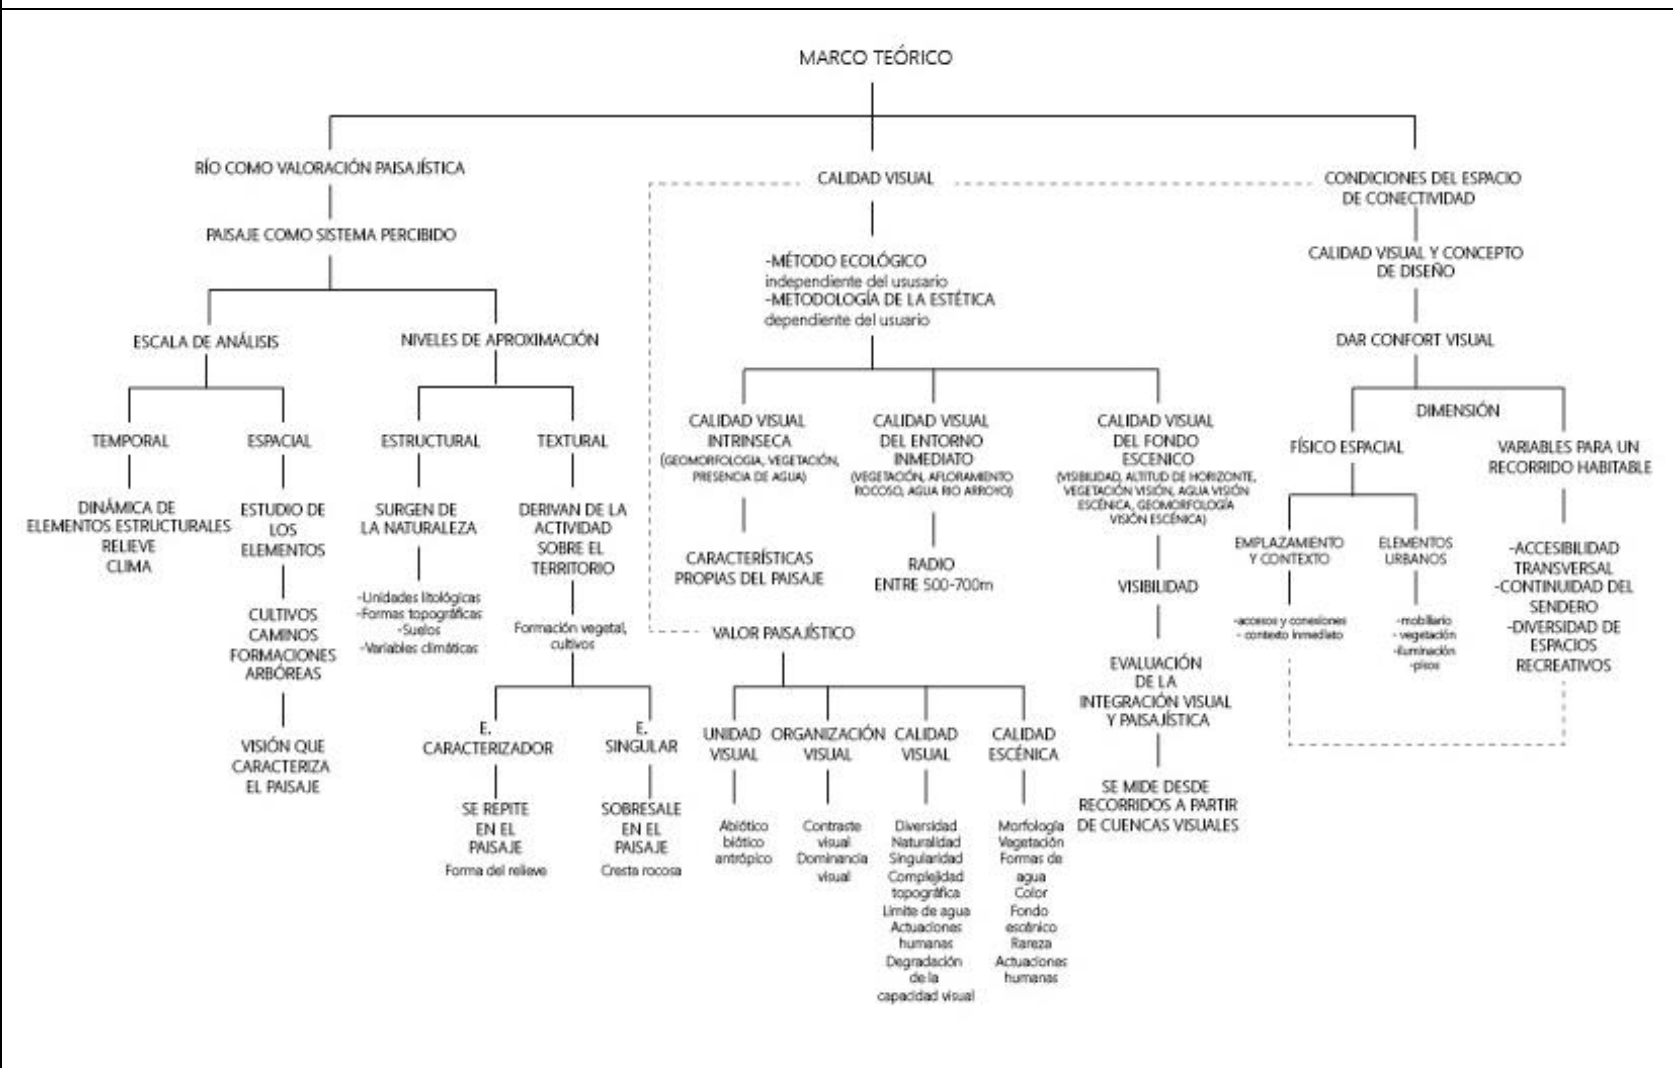 MARCO TEÓRICO
RÍO COMO VALORACIÓN PAISAJÍSTICA
PAISAJE COMO SISTEMA PERCIBIDO
ESCALA DE ANÁLISIS
TEMPORAL
DINÁMICA DE
ELEMENTOS ESTRUCTURALES
RELIEVE
CLIMA
ESPACIAL
ESTUDIO DE
LOS
ELEMENTOS
CULTIVOS
CAMINOS
FORMACIONES
ARBÓREAS
VISIÓN QUE
CARACTERIZA
EL PAISAJE
NIVELES DE APROXIMACIÓN
ESTRUCTURAL
SURGEN DE
LA NATURALEZA
-Unidades litológicas
-Formas topográficas
-Suelos
-Variables climáticas
TEXTURAL
DERIVAN DE LA
ACTIVIDAD
SOBRE EL
TERRITORIO
Formación vegetal,
cultivos
E.
CARACTERIZADOR
SE REPITE
EN EL
PAISAJE
Forma del relieve
E.
SINGULAR
SOBRESALE
EN EL
PAISAJE
Cresta rocosa
CALIDAD VISUAL
-MÉTODO ECOLÓGICO
independiente del ususario
-METODOLOGÍA DE LA ESTÉTICA
dependiente del usuario
CALIDAD VISUAL
INTRINSECA
(GEOMORFOLOGIA, VEGETACIÓN,
PRESENCIA DE AGUA)
CARACTERÍSTICAS
PROPIAS DEL PAISAJE
CALIDAD VISUAL
DEL ENTORNO
INMEDIATO
(VEGETACIÓN, AFLORAMIENTO
ROCOSO, AGUA RIO ARROYO)
RADIO
ENTRE 500-700m
CALIDAD VISUAL
DEL FONDO
ESCENICO
(VISIBILIDAD, ALTITUD DE HORIZONTE,
VEGETACIÓN VISIÓN, AGUA VISIÓN
ESCÉNICA, GEOMORFOLOGÍA
VISIÓN ESCÉNICA)
VISIBILIDAD
EVALUACIÓN
DE LA
INTEGRACIÓN VISUAL
Y PAISAJÍSTICA
SE MIDE DESDE
RECORRIDOS A PARTIR
DE CUENCAS VISUALES
VALOR PAISAJÍSTICO
UNIDAD
VISUAL
Abiótico
biótico
antrópico
ORGANIZACIÓN
VISUAL
Contraste
visual
Dominancia
visual
CALIDAD
VISUAL
Diversidad
Naturalidad
Singularidad
Complejidad
topográfica
Limite de agua
Actuaciones
humanas
Degradación
de la
capacidad visual
CALIDAD
ESCÉNICA
Morfología
Vegetación
Formas de
agua
Color
Fondo
escénico
Rareza
Actuaciones
humanas
CONDICIONES DEL ESPACIO
DE CONECTIVIDAD
CALIDAD VISUAL Y CONCEPTO
DE DISEÑO
DAR CONFORT VISUAL
DIMENSIÓN
FÍSICO ESPACIAL
EMPLAZAMIENTO
Y CONTEXTO
-accesos y conexiones
- contexto inmediato
ELEMENTOS
URBANOS
-mobiliario
- vegetación
-iluminación
-pisos
VARIABLES PARA UN
RECORRIDO HABITABLE
-ACCESIBILIDAD
TRANSVERSAL
-CONTINUIDAD DEL
SENDERO
-DIVERSIDAD DE
ESPACIOS
RECREATIVOS